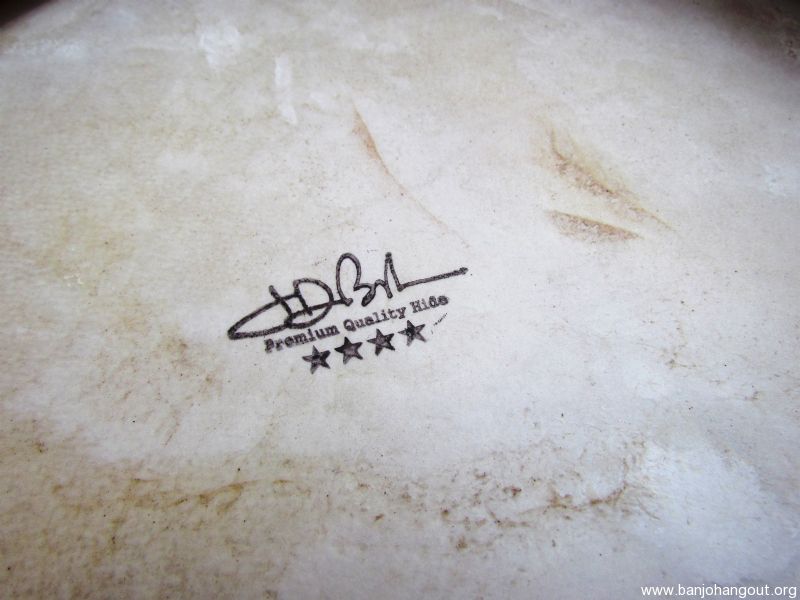 Premium Quality Hide
★★★★
www.banjohangout.org